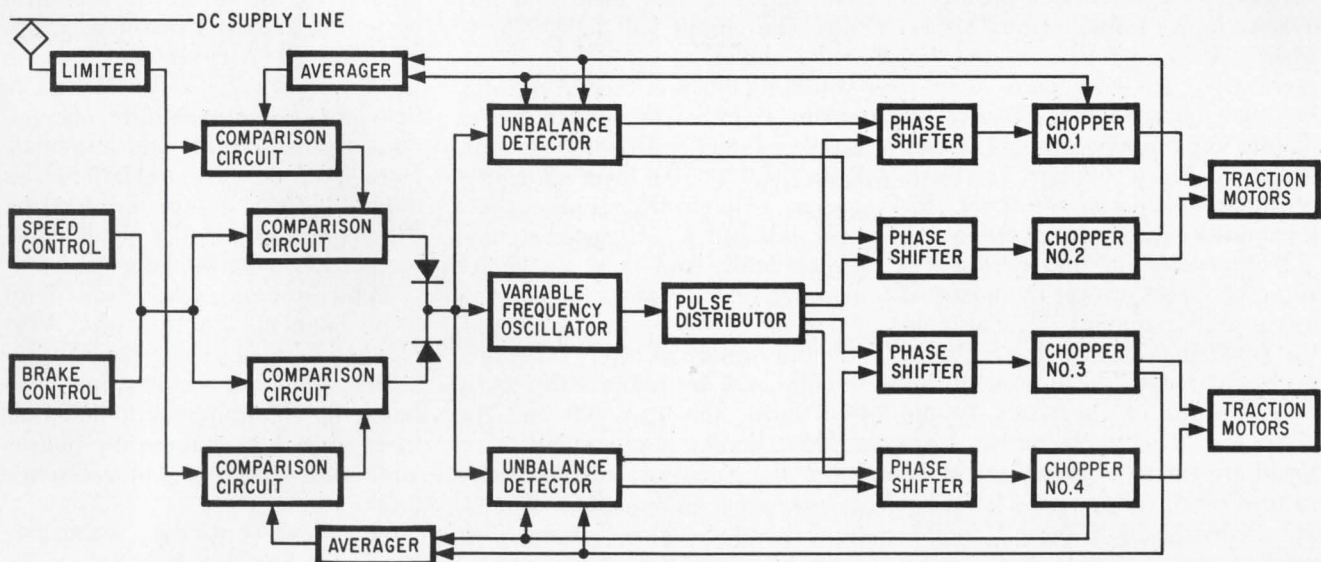 DC SUPPLY LINE
LIMITER
AVERAGER
COMPARISON
CIRCUIT
UNBALANCE
DETECTOR
PHASE
SHIFTER
CHOPPER
NO.1
TRACTION
MOTORS
SPEED
CONTROL
COMPARISON
CIRCUIT
PHASE
SHIFTER
CHOPPER
NO.2
VARIABLE
FREQUENCY
OSCILLATOR
PULSE
DISTRIBUTOR
BRAKE
CONTROL
COMPARISON
CIRCUIT
PHASE
SHIFTER
CHOPPER
NO.3
TRACTION
MOTORS
COMPARISON
CIRCUIT
UNBALANCE
DETECTOR
PHASE
SHIFTER
CHOPPER
NO.4
AVERAGER